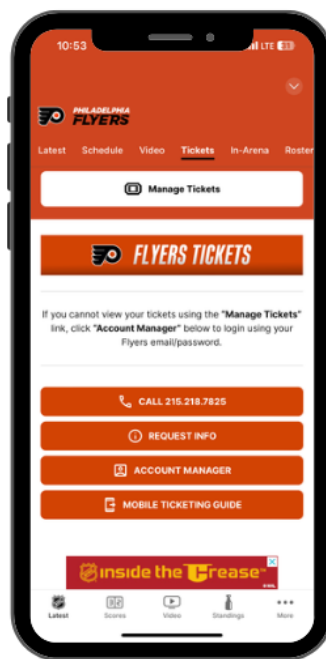 10:53
LTE
PHILADELPHIA
FLYERS
Latest Schedule Video Tickets In-Arena Roster
Manage Tickets
FLYERS TICKETS
If you cannot view your tickets using the "Manage Tickets"
link, click "Account Manager" below to login using your
Flyers email/password.
CALL 215.218.7825
REQUEST INFO
ACCOUNT MANAGER
MOBILE TICKETING GUIDE
inside the Crease
Latest Scores Video Standings More